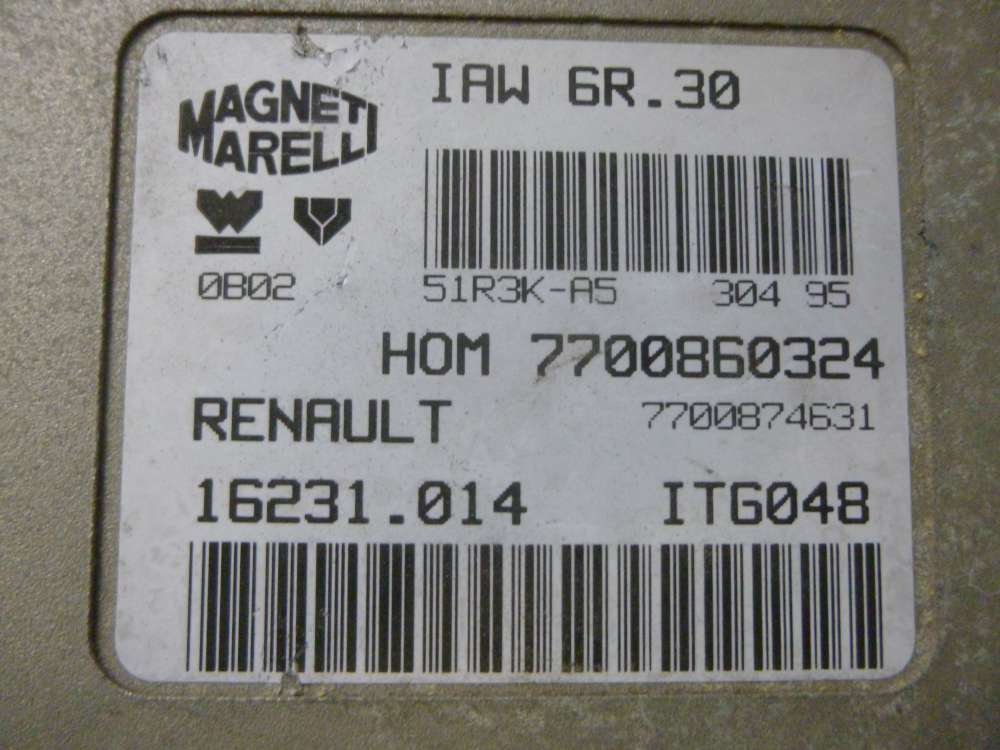 MAGNETI
MARELLI
IAW 6R.30
0B02
51R3K-A5 304 95
HOM 7700860324
RENAULT 7700874631
16231.014 ITG048